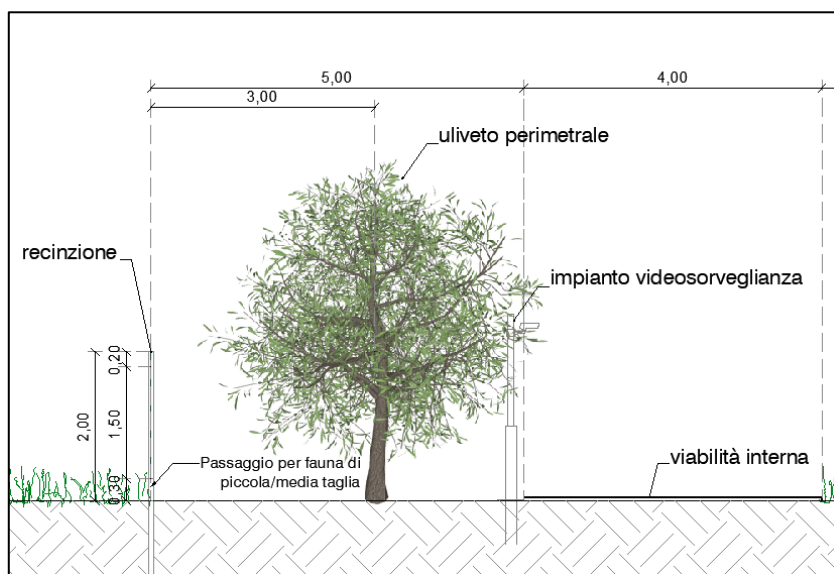 5,00
4,00
3,00
uliveto perimetrale
recinzione
impianto videosorveglianza
0,20
2,00
1,50
0,30
Passaggio per fauna di
piccola/media taglia
viabilità interna